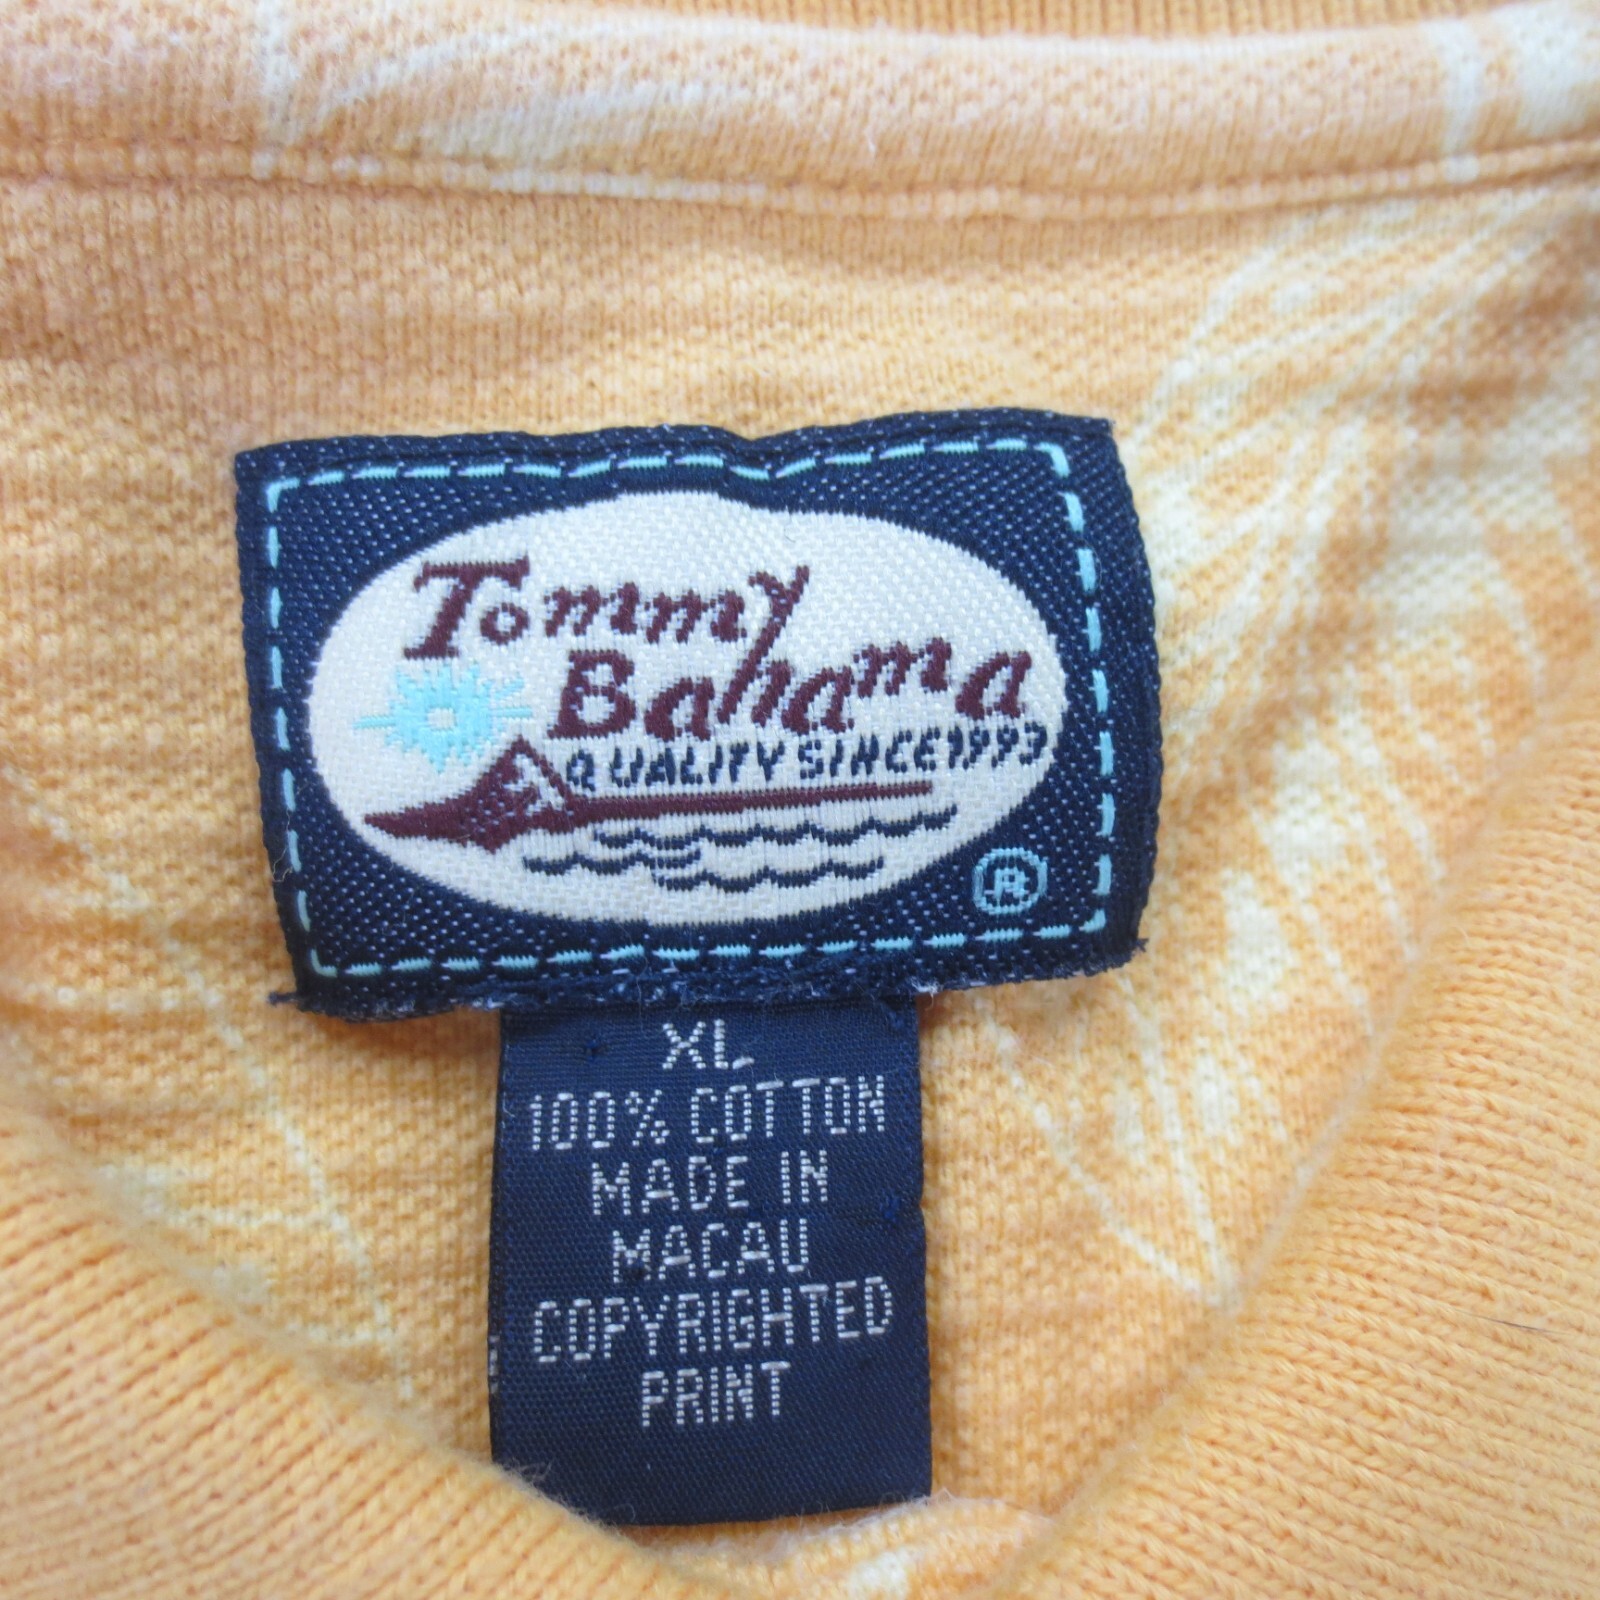 Tommy
Bahama
QUALITY SINCE 1993
®
XL
100% COTTON
MADE IN
MACAU
COPYRIGHTED
PRINT